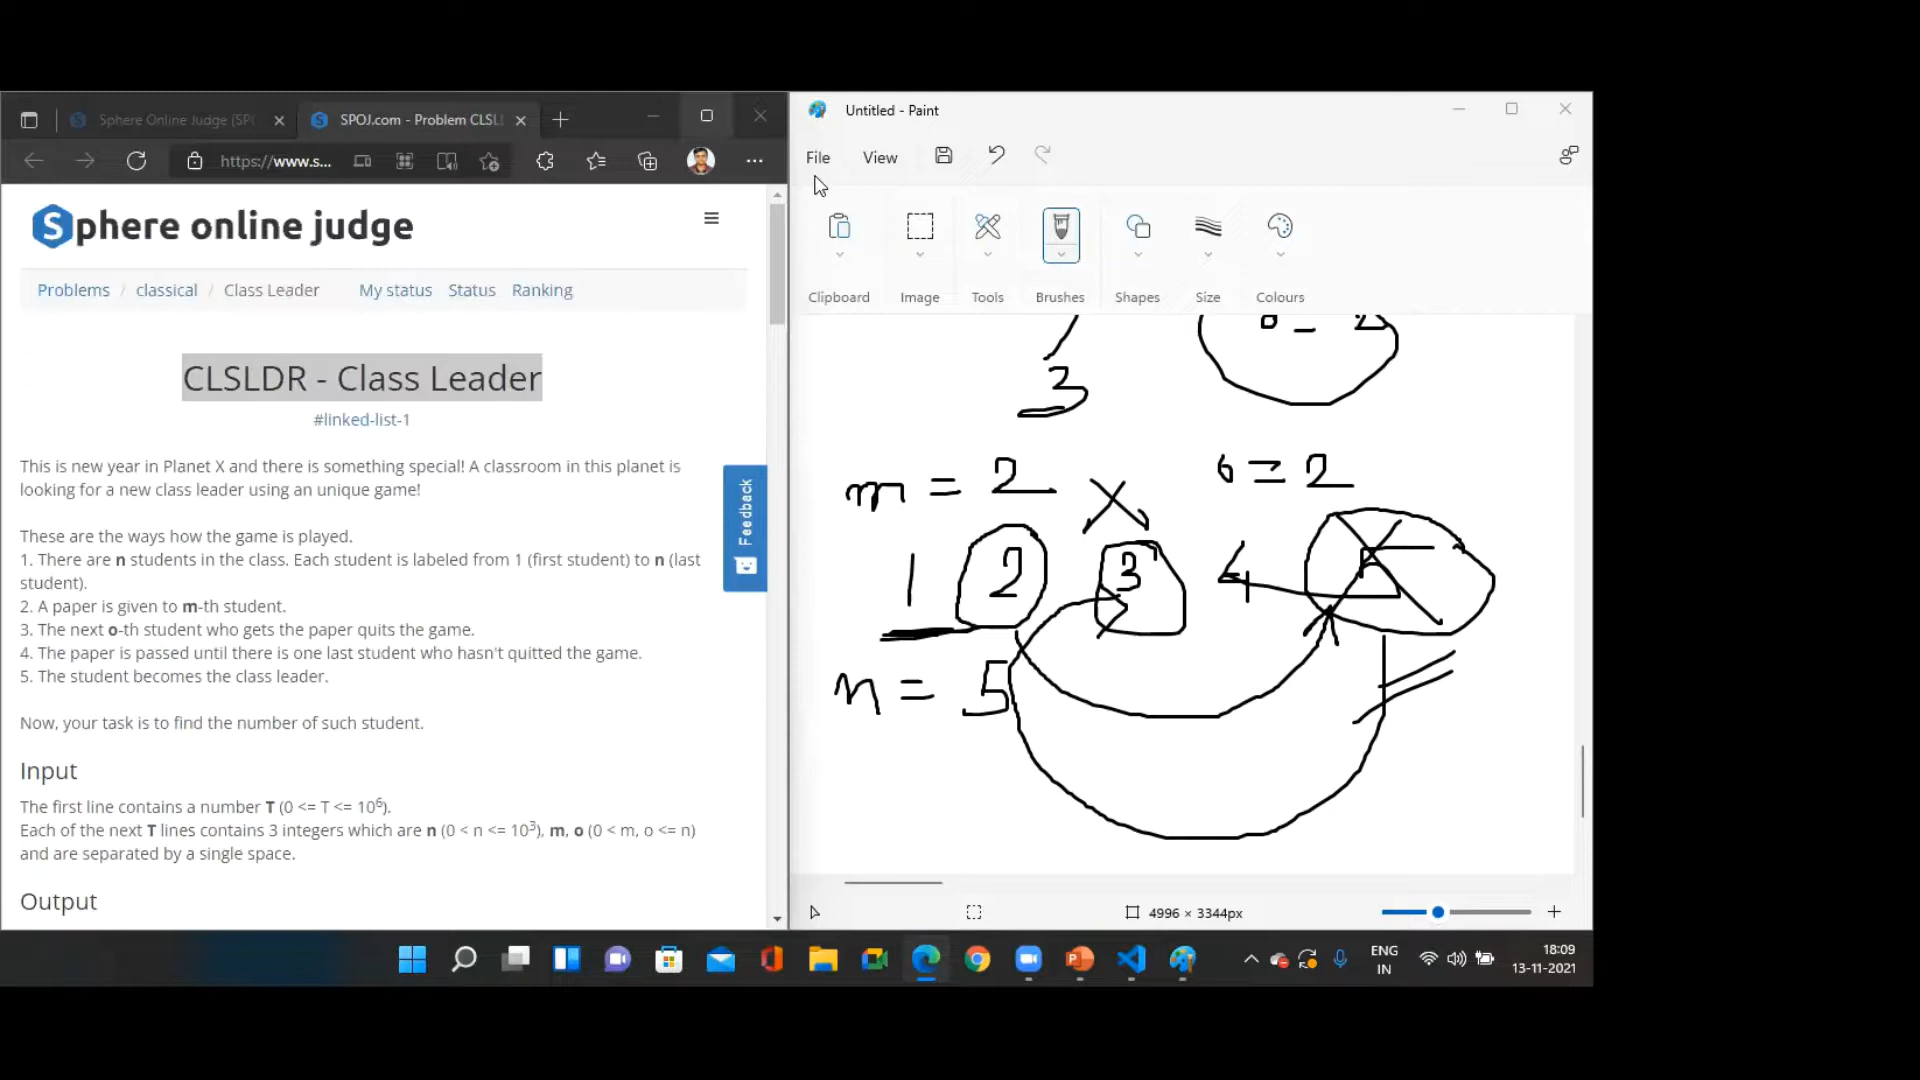 Sphere Online Judge (SPO
SPOJ.com - Problem CLSL
https://www.s...
Sphere online judge
Problems / classical / Class Leader My status Status Ranking
CLSLDR - Class Leader
#linked-list-1
This is new year in Planet X and there is something special! A classroom in this planet is
looking for a new class leader using an unique game!
These are the ways how the game is played.
1. There are n students in the class. Each student is labeled from 1 (first student) to n (last
student).
2. A paper is given to m-th student.
3. The next o-th student who gets the paper quits the game.
4. The paper is passed until there is one last student who hasn't quitted the game.
5. The student becomes the class leader.
Now, your task is to find the number of such student.
Input
The first line contains a number T (0 <= T <= 10^6).
Each of the next T lines contains 3 integers which are n (0 < n <= 10^3), m, o (0 < m, o <= n)
and are separated by a single space.
Output
Feedback
Untitled - Paint
File View
Clipboard Image Tools Brushes Shapes Size Colours
3
m = 2
o = 2
1 2 3 4
n = 5
4996 × 3344px
ENG
IN
18:09
13-11-2021